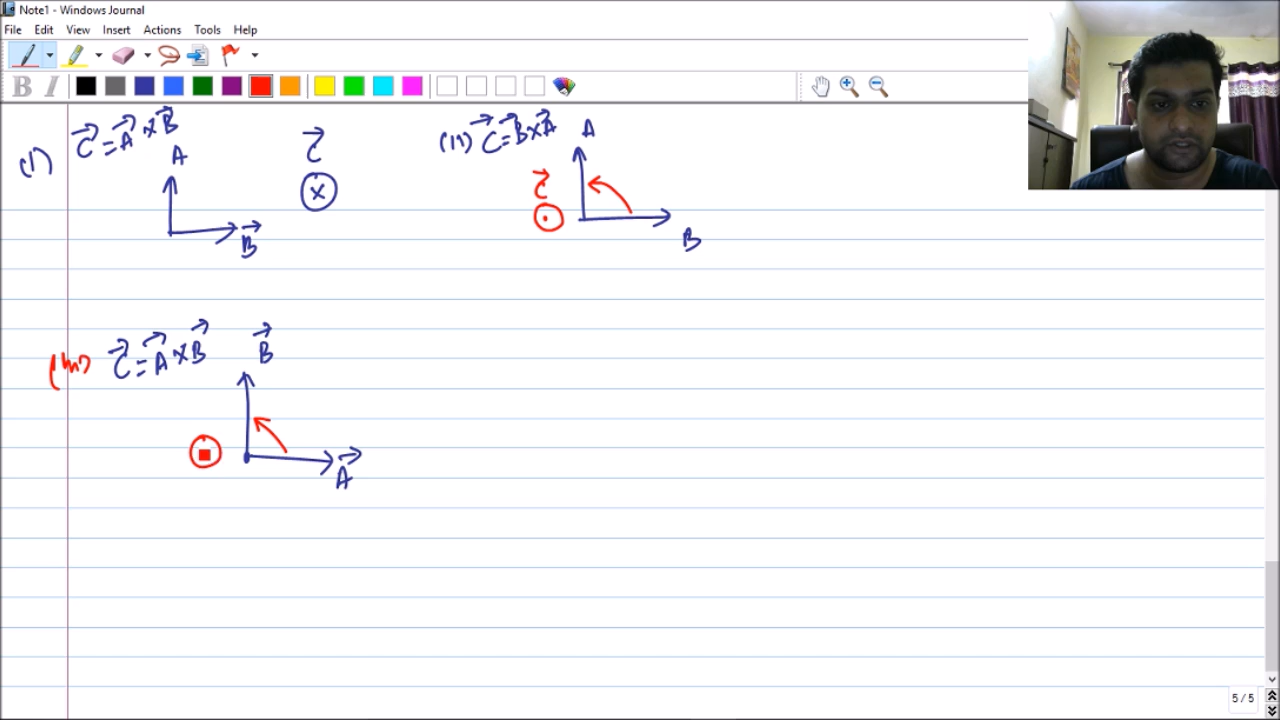 Note1 - Windows Journal
File Edit View Insert Actions Tools Help
B I
(I) C⃗ = A⃗ × B⃗
A
B⃗
C⃗
X
(II) C⃗ = B⃗ × A⃗
A
C⃗
B
(III) C⃗ = A⃗ × B⃗
B⃗
A⃗
5 / 5